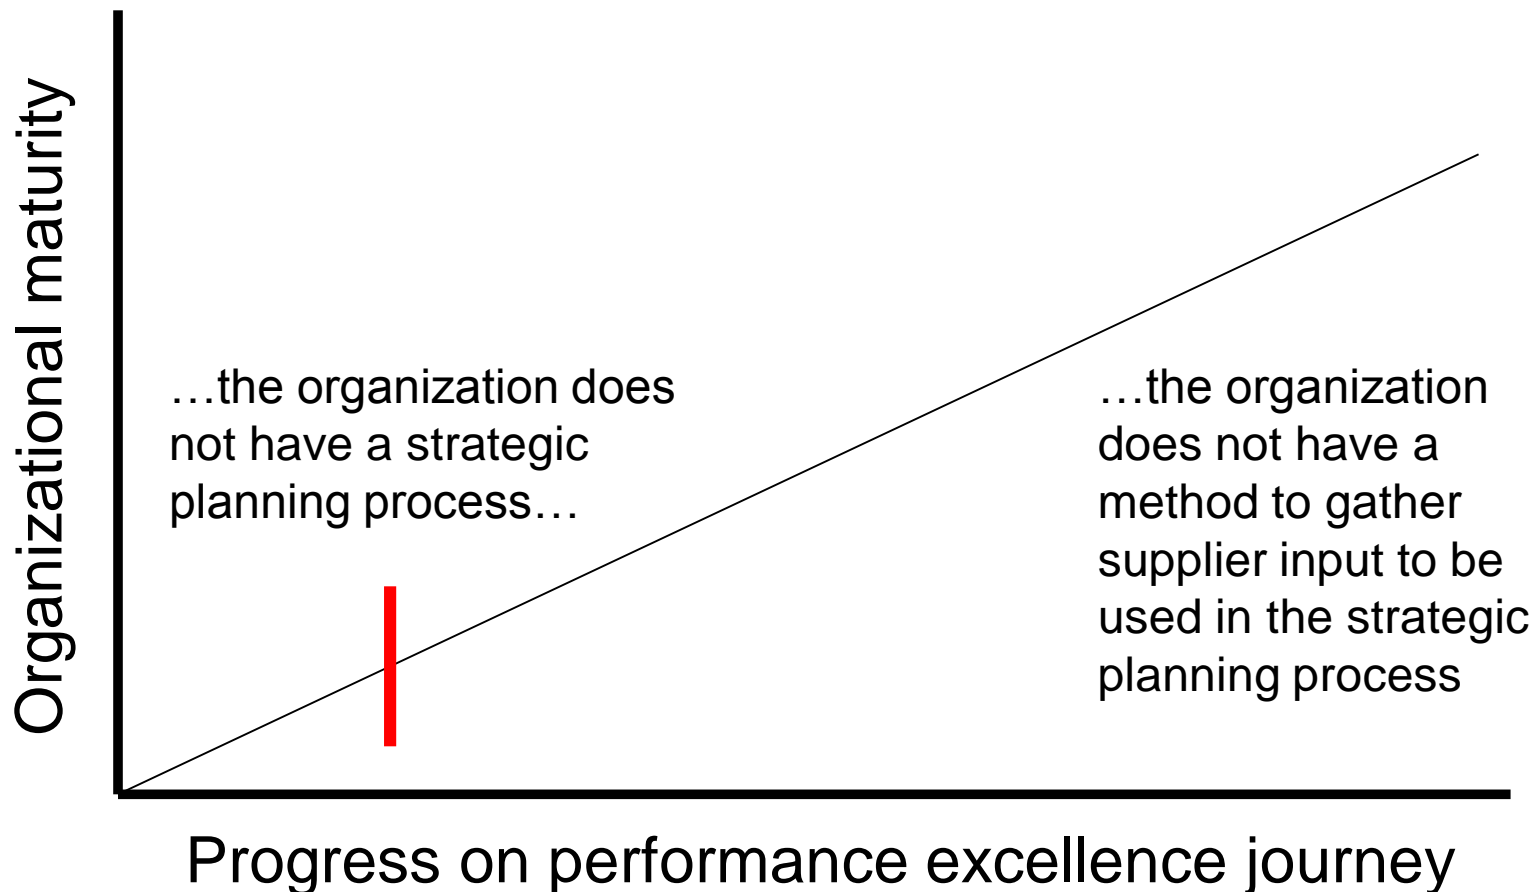 Organizational maturity
…the organization does
not have a strategic
planning process…
…the organization
does not have a
method to gather
supplier input to be
used in the strategic
planning process
Progress on performance excellence journey